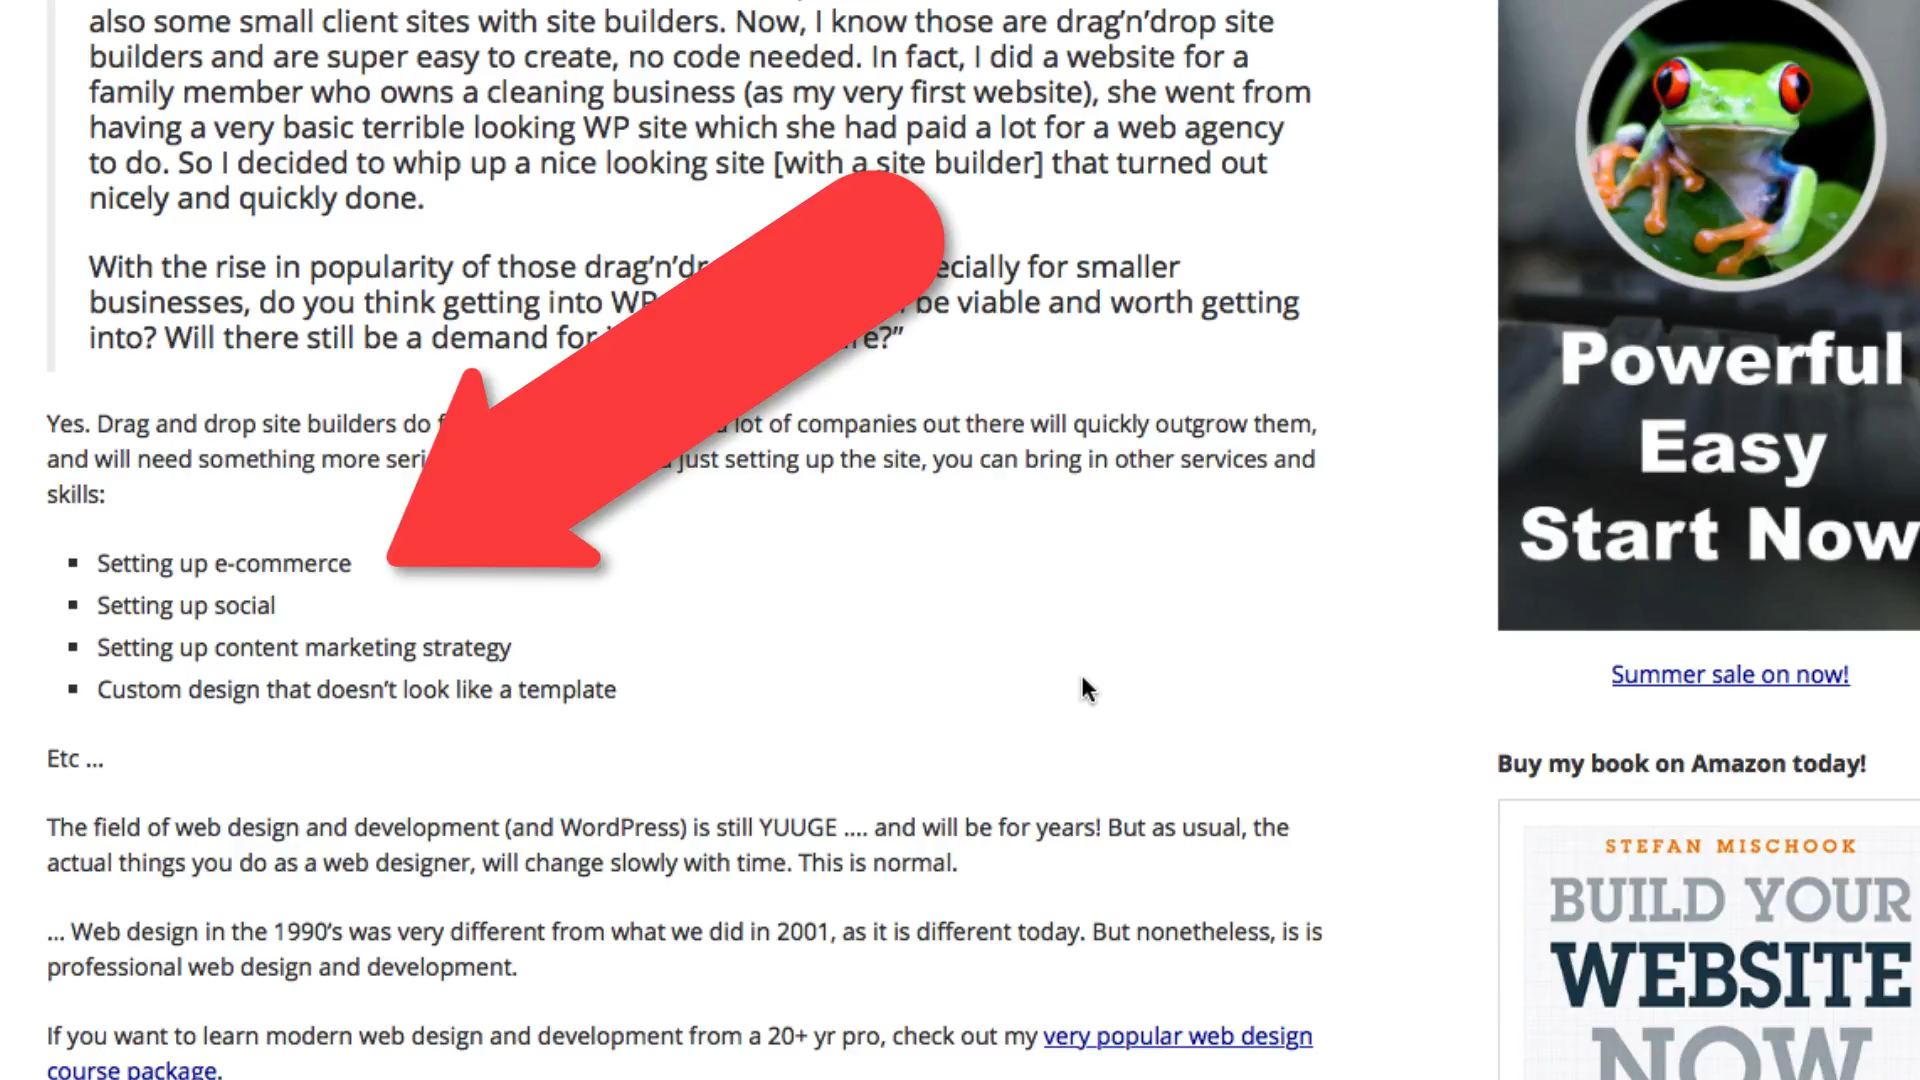 also some small client sites with site builders. Now, I know those are drag'n'drop site
builders and are super easy to create, no code needed. In fact, I did a website for a
family member who owns a cleaning business (as my very first website), she went from
having a very basic terrible looking WP site which she had paid a lot for a web agency
to do. So I decided to whip up a nice looking site [with a site builder] that turned out
nicely and quickly done.
With the rise in popularity of those drag'n'dr ecially for smaller
businesses, do you think getting into WP be viable and worth getting
into? Will there still be a demand for e?”
Yes. Drag and drop site builders do lot of companies out there will quickly outgrow them,
and will need something more seri just setting up the site, you can bring in other services and
skills:
▪ Setting up e-commerce
▪ Setting up social
▪ Setting up content marketing strategy
▪ Custom design that doesn’t look like a template
Etc ...
The field of web design and development (and WordPress) is still YUUGE .... and will be for years! But as usual, the
actual things you do as a web designer, will change slowly with time. This is normal.
... Web design in the 1990’s was very different from what we did in 2001, as it is different today. But nonetheless, is is
professional web design and development.
If you want to learn modern web design and development from a 20+ yr pro, check out my very popular web design
course package.
Powerful
Easy
Start Now
Summer sale on now!
Buy my book on Amazon today!
STEFAN MISCHOOK
BUILD YOUR
WEBSITE
NOW